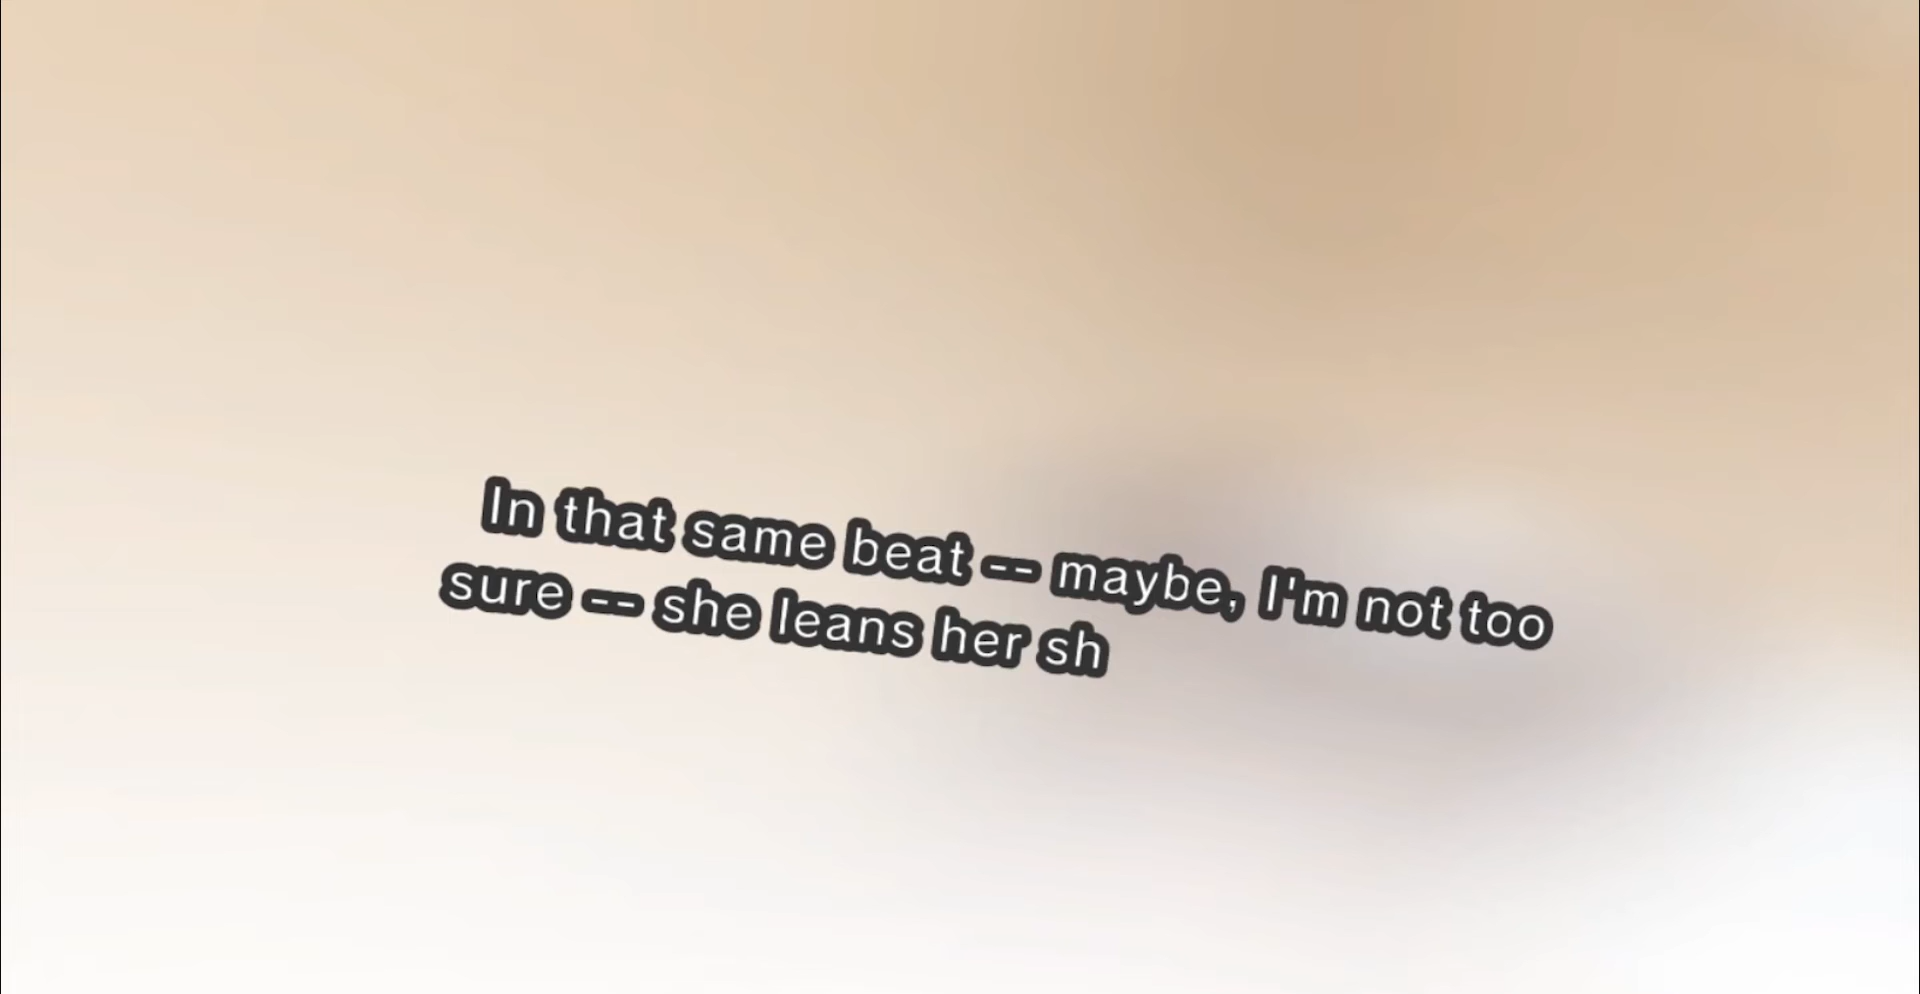 In that same beat -- maybe, I'm not too
sure -- she leans her sh